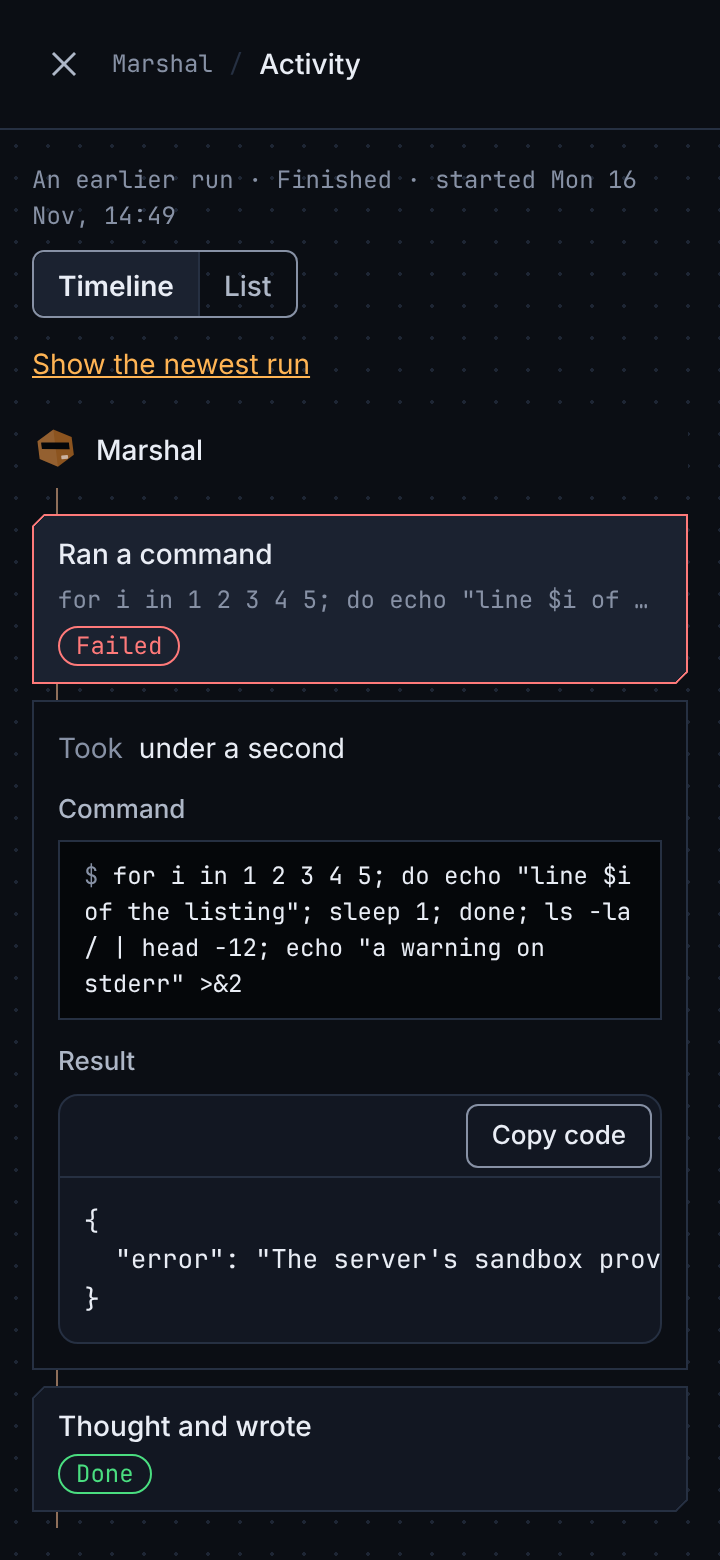 Marshal / Activity
An earlier run · Finished · started Mon 16
Nov, 14:49
Timeline List
Show the newest run
Marshal
Ran a command
for i in 1 2 3 4 5; do echo "line $i of …
Failed
Took under a second
Command
$ for i in 1 2 3 4 5; do echo "line $i
of the listing"; sleep 1; done; ls -la
/ | head -12; echo "a warning on
stderr" >&2
Result
Copy code
{
"error": "The server's sandbox prov
}
Thought and wrote
Done